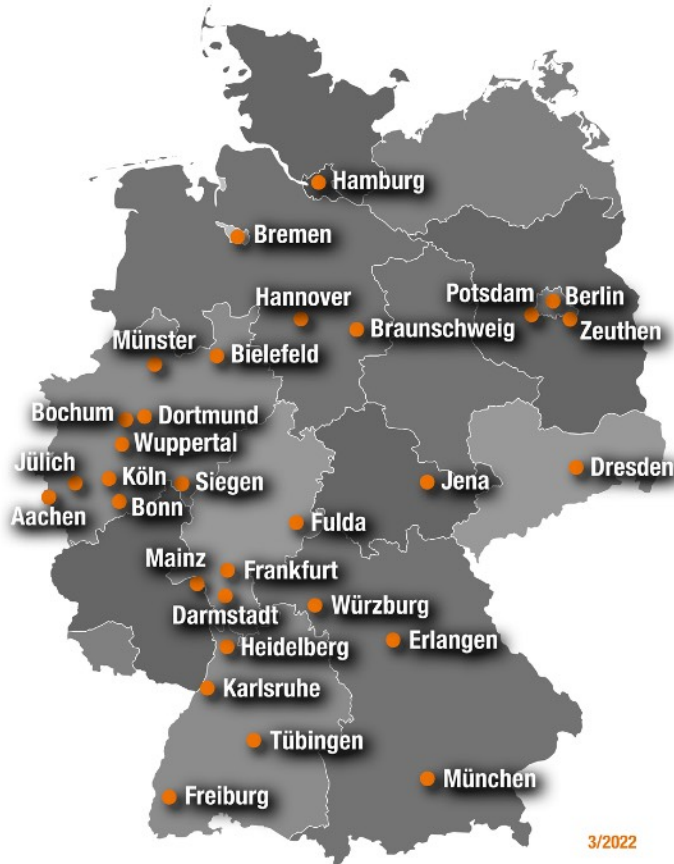 Hamburg
Bremen
Hannover
Potsdam
Berlin
Braunschweig
Zeuthen
Münster
Bielefeld
Bochum
Dortmund
Wuppertal
Jülich
Köln
Siegen
Jena
Dresden
Aachen
Bonn
Fulda
Mainz
Frankfurt
Darmstadt
Würzburg
Heidelberg
Erlangen
Karlsruhe
Tübingen
München
Freiburg
3/2022